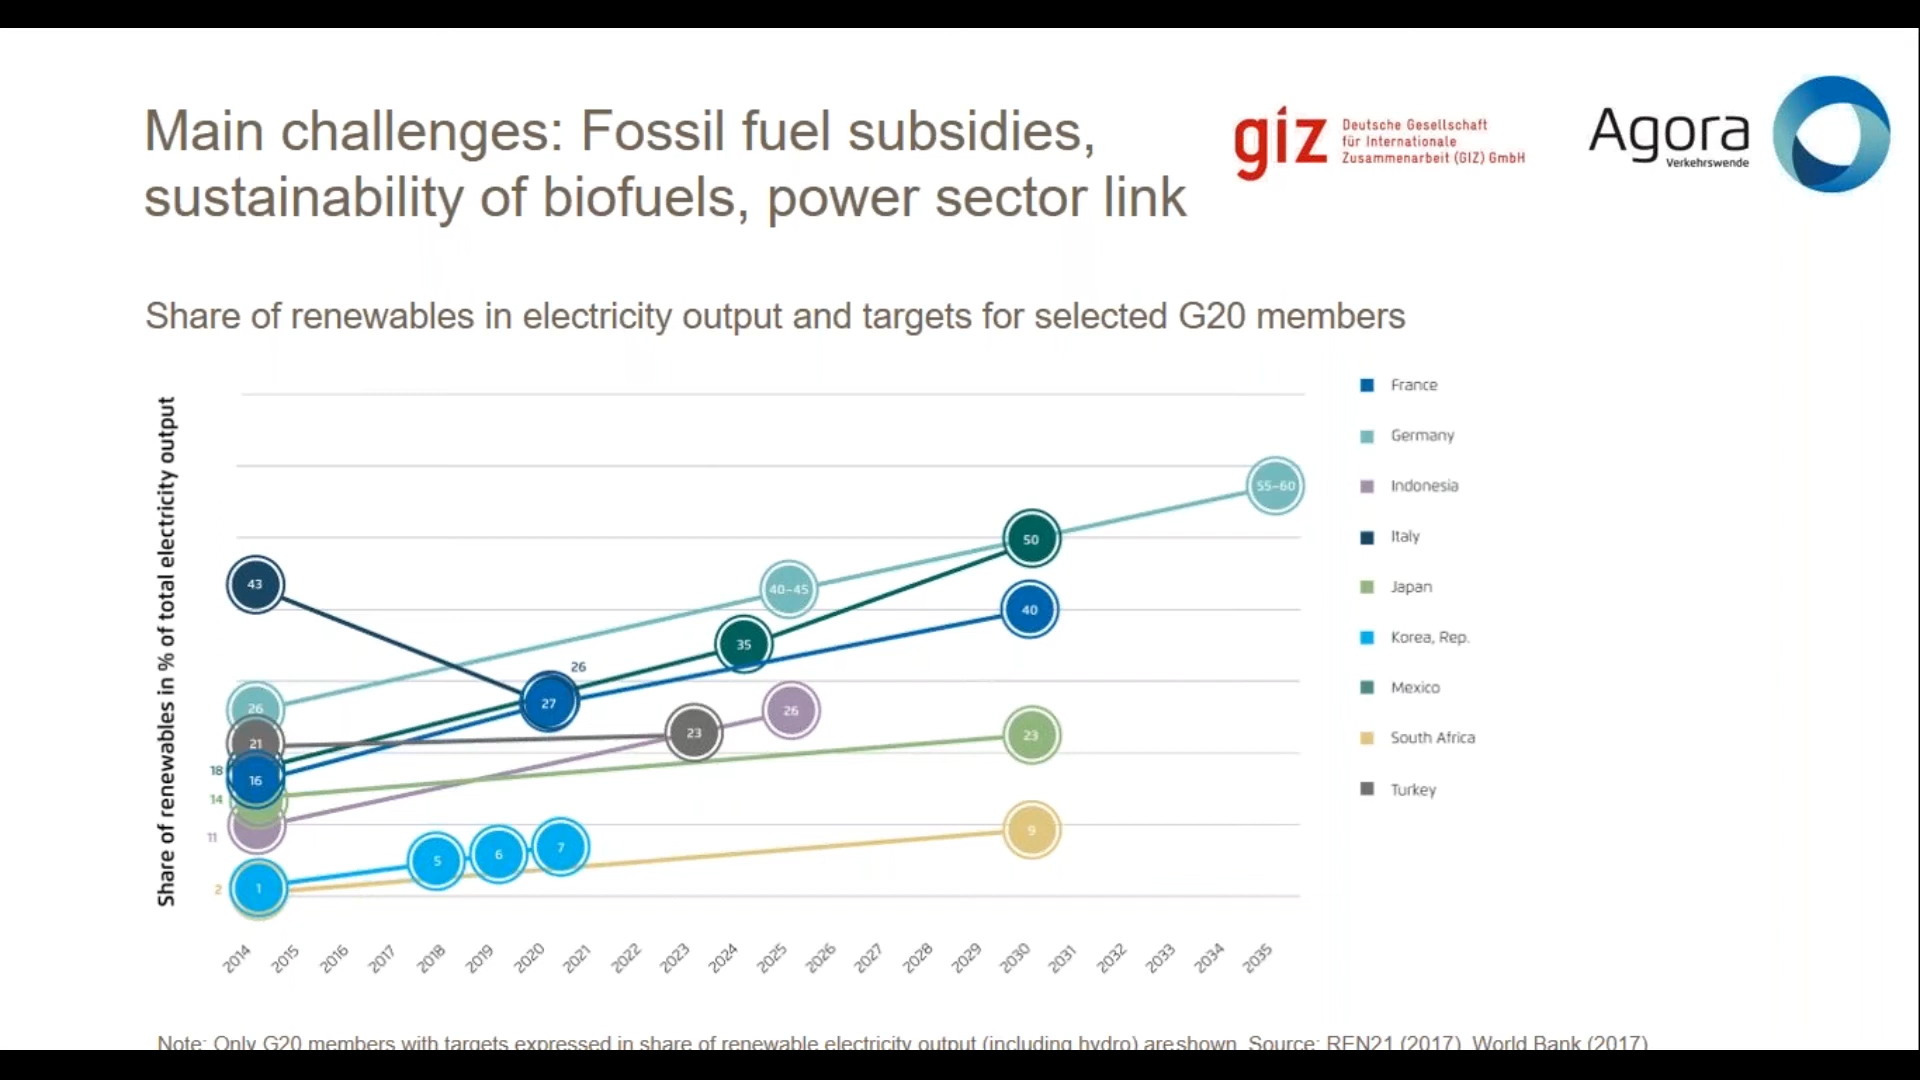 Main challenges: Fossil fuel subsidies,
sustainability of biofuels, power sector link
giz
Deutsche Gesellschaft
für Internationale
Zusammenarbeit (GIZ) GmbH
Agora
Verkehrswende
Share of renewables in electricity output and targets for selected G20 members
Share of renewables in % of total electricity output
55–60
50
43
40–45
40
35
26
27
26
26
23
23
21
18
16
14
11
9
7
6
5
2
1
2014 2015 2016 2017 2018 2019 2020 2021 2022 2023 2024 2025 2026 2027 2028 2029 2030 2031 2032 2033 2034 2035
France
Germany
Indonesia
Italy
Japan
Korea, Rep.
Mexico
South Africa
Turkey
Note: Only G20 members with targets expressed in share of renewable electricity output (including hydro) are shown. Source: REN21 (2017), World Bank (2017)